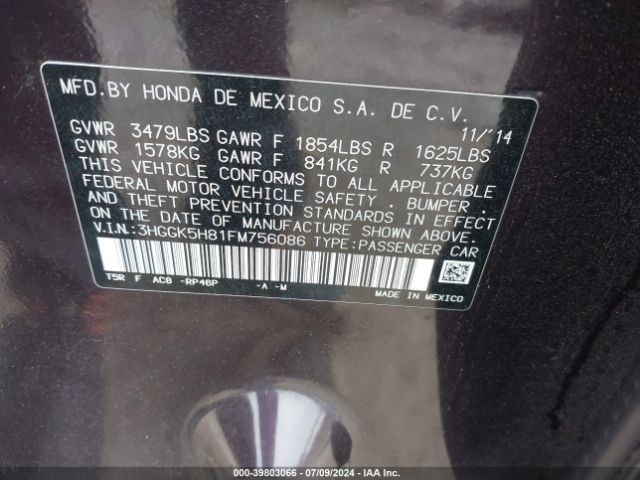 MFD.BY HONDA DE MEXICO S.A. DE C.V.
11/'14
GVWR 3479LBS GAWR F 1854LBS R 1625LBS
GVWR 1578KG GAWR F 841KG R 737KG
THIS VEHICLE CONFORMS TO ALL APPLICABLE
FEDERAL MOTOR VEHICLE SAFETY . BUMPER .
AND THEFT PREVENTION STANDARDS IN EFFECT
ON THE DATE OF MANUFACTURE SHOWN ABOVE.
V.I.N.:3HGGK5H81FM756086 TYPE:PASSENGER CAR
T5R F ACB -RP46P -A -M
MADE IN MEXICO
000-39803066 - 07/09/2024 - IAA Inc.